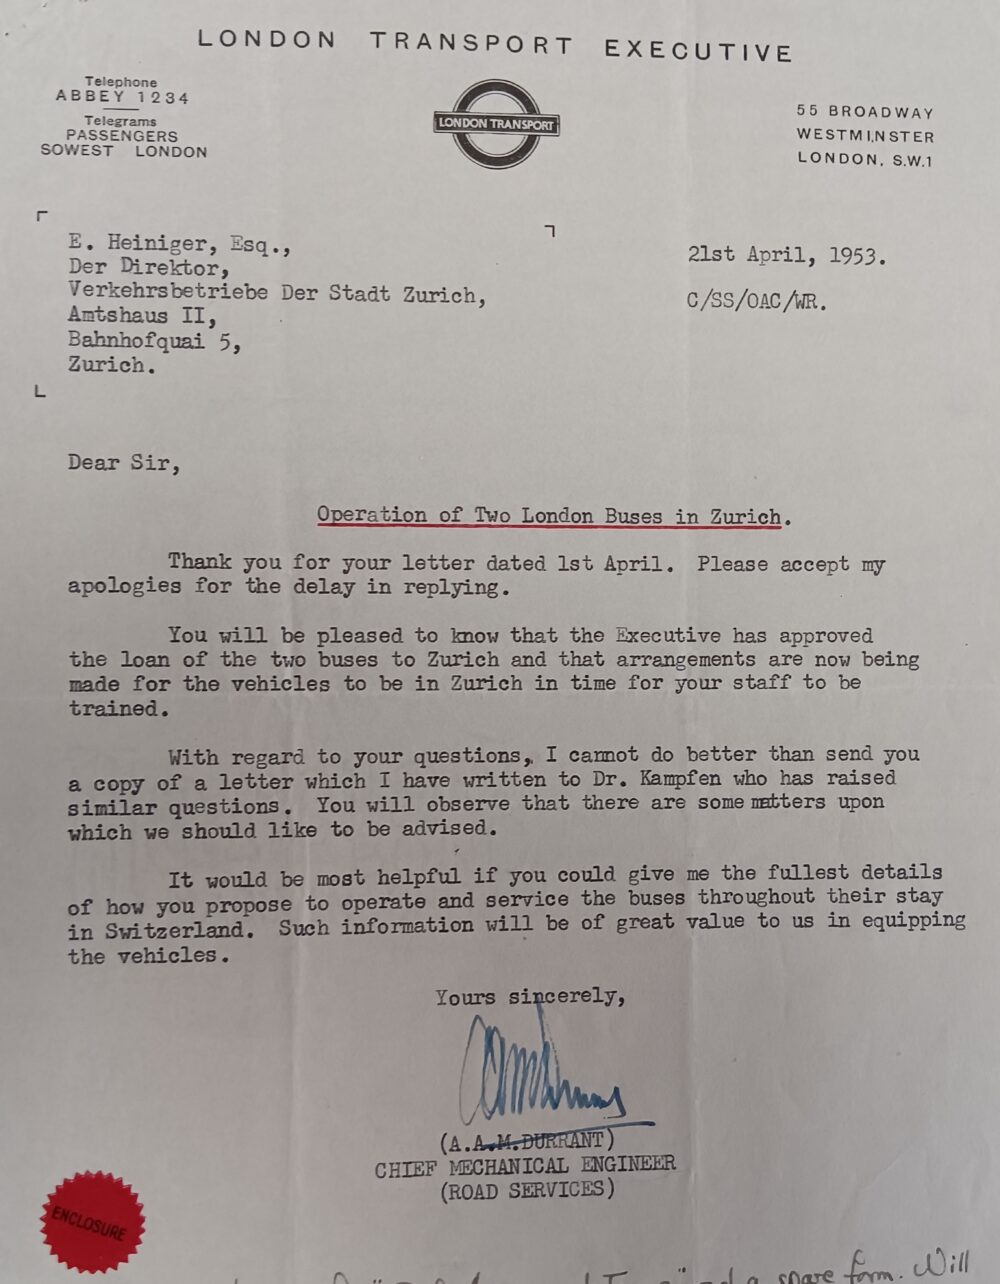 LONDON TRANSPORT EXECUTIVE
Telephone
ABBEY 1234
Telegrams
PASSENGERS
SOWEST LONDON
LONDON TRANSPORT
55 BROADWAY
WESTMINSTER
LONDON, S.W.1
E. Heiniger, Esq.,
Der Direktor,
Verkehrsbetriebe Der Stadt Zurich,
Amtshaus II,
Bahnhofquai 5,
Zurich.
21st April, 1953.
C/SS/OAC/WR.
Dear Sir,
Operation of Two London Buses in Zurich.
Thank you for your letter dated 1st April. Please accept my
apologies for the delay in replying.
You will be pleased to know that the Executive has approved
the loan of the two buses to Zurich and that arrangements are now being
made for the vehicles to be in Zurich in time for your staff to be
trained.
With regard to your questions, I cannot do better than send you
a copy of a letter which I have written to Dr. Kampfen who has raised
similar questions. You will observe that there are some matters upon
which we should like to be advised.
It would be most helpful if you could give me the fullest details
of how you propose to operate and service the buses throughout their stay
in Switzerland. Such information will be of great value to us in equipping
the vehicles.
Yours sincerely,
(A.A.M.DURRANT)
CHIEF MECHANICAL ENGINEER
(ROAD SERVICES)
ENCLOSURE
a spare form. Will